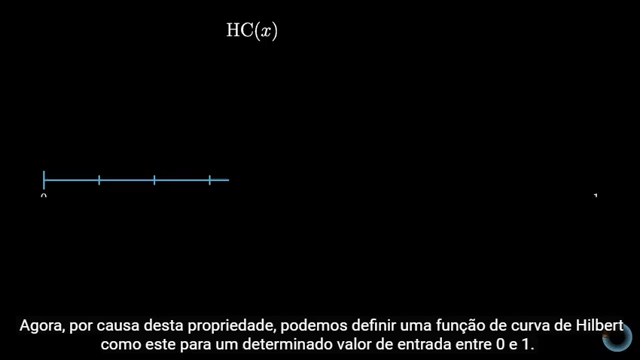 HC(x)
Agora, por causa desta propriedade, podemos definir uma função de curva de Hilbert
como este para um determinado valor de entrada entre 0 e 1.